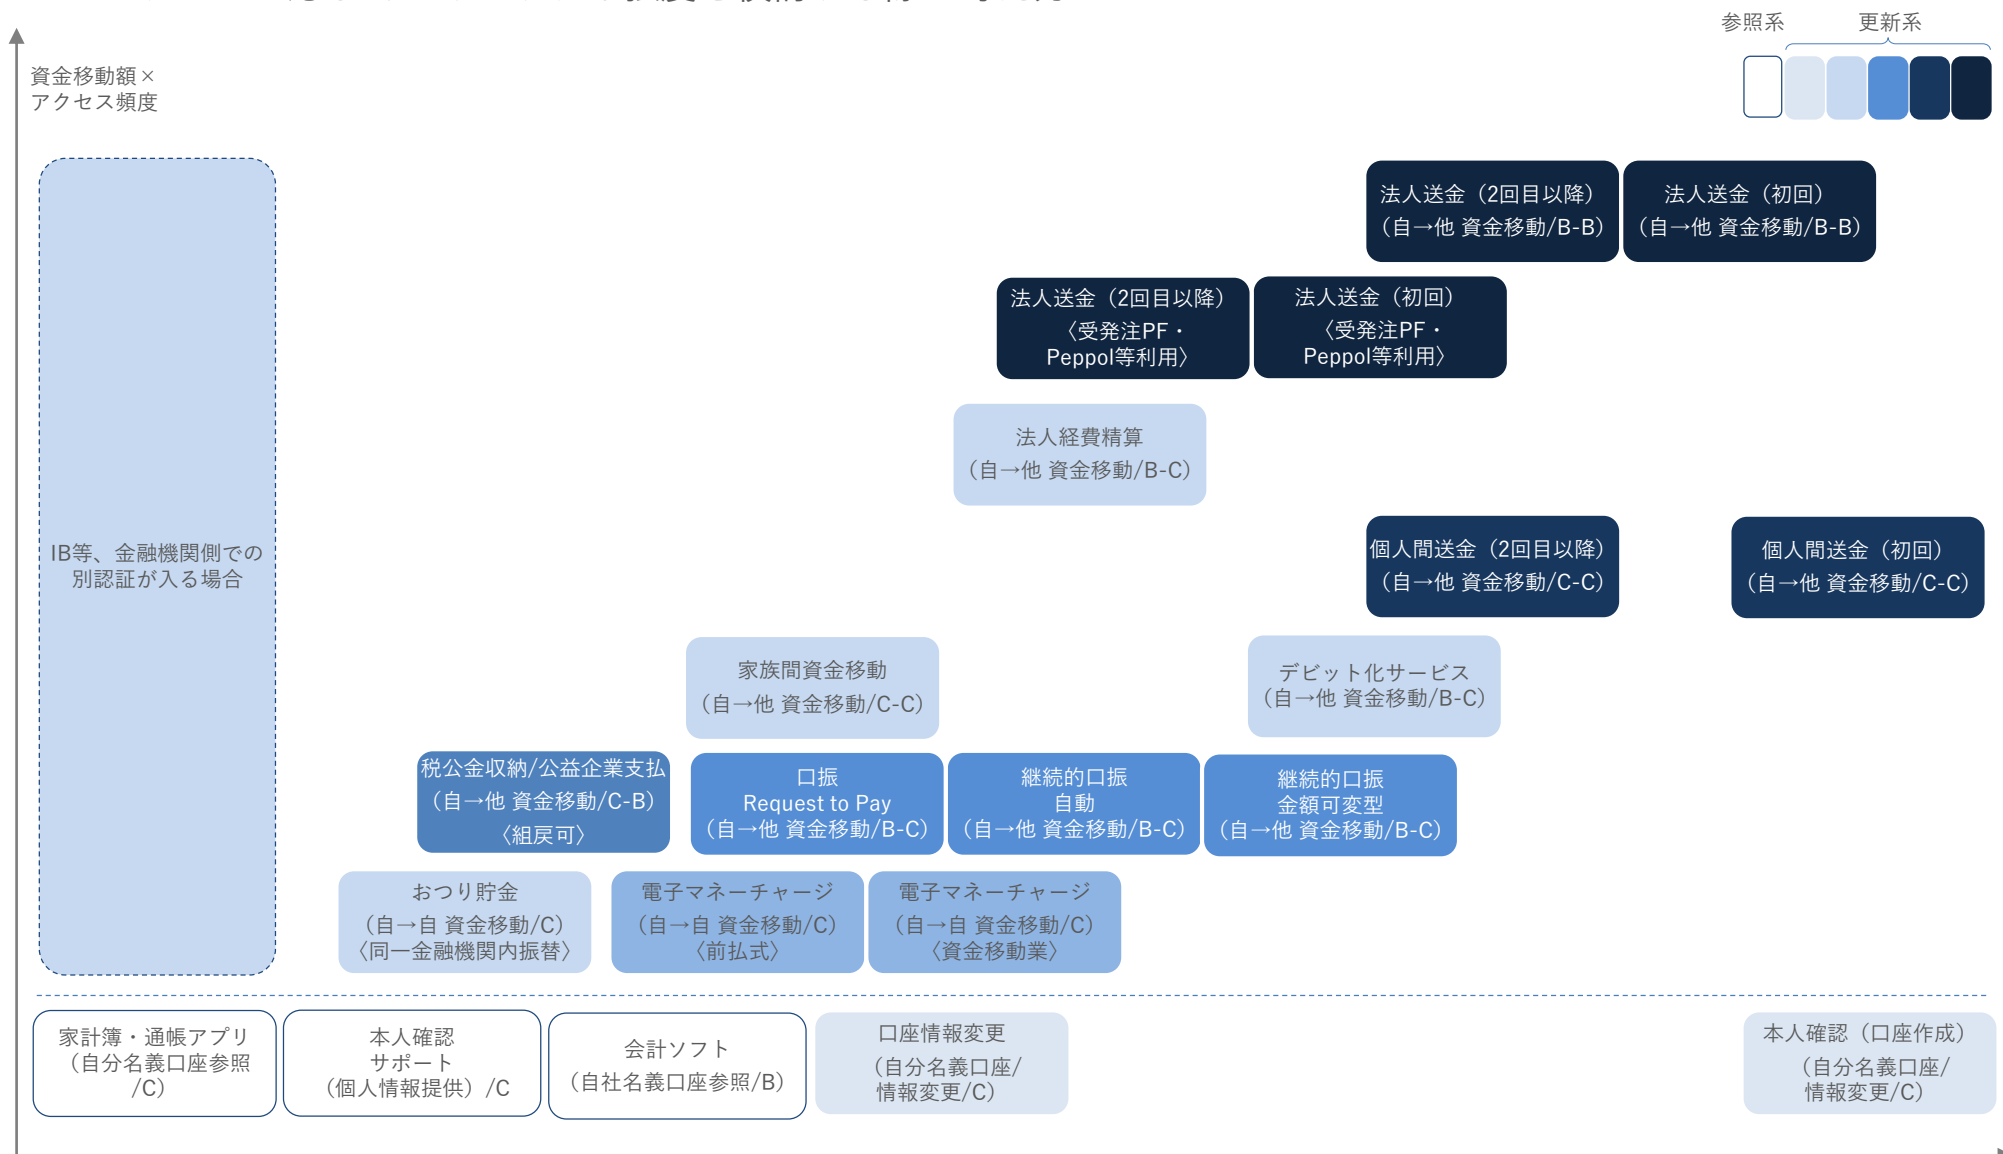 参照系
更新系
資金移動額×
アクセス頻度
法人送金（2回目以降）
（自→他 資金移動/B-B）
法人送金（初回）
（自→他 資金移動/B-B）
法人送金（2回目以降）
〈受発注PF・
Peppol等利用〉
法人送金（初回）
〈受発注PF・
Peppol等利用〉
法人経費精算
（自→他 資金移動/B-C）
IB等、金融機関側での
別認証が入る場合
個人間送金（2回目以降）
（自→他 資金移動/C-C）
個人間送金（初回）
（自→他 資金移動/C-C）
家族間資金移動
（自→他 資金移動/C-C）
デビット化サービス
（自→他 資金移動/B-C）
税公金収納/公益企業支払
（自→他 資金移動/C-B）
〈組戻可〉
口振
Request to Pay
（自→他 資金移動/B-C）
継続的口振
自動
（自→他 資金移動/B-C）
継続的口振
金額可変型
（自→他 資金移動/B-C）
おつり貯金
（自→自 資金移動/C）
〈同一金融機関内振替〉
電子マネーチャージ
（自→自 資金移動/C）
〈前払式〉
電子マネーチャージ
（自→自 資金移動/C）
〈資金移動業〉
家計簿・通帳アプリ
（自分名義口座参照
/C）
本人確認
サポート
（個人情報提供）/C
会計ソフト
（自社名義口座参照/B）
口座情報変更
（自分名義口座/
情報変更/C）
本人確認（口座作成）
（自分名義口座/
情報変更/C）